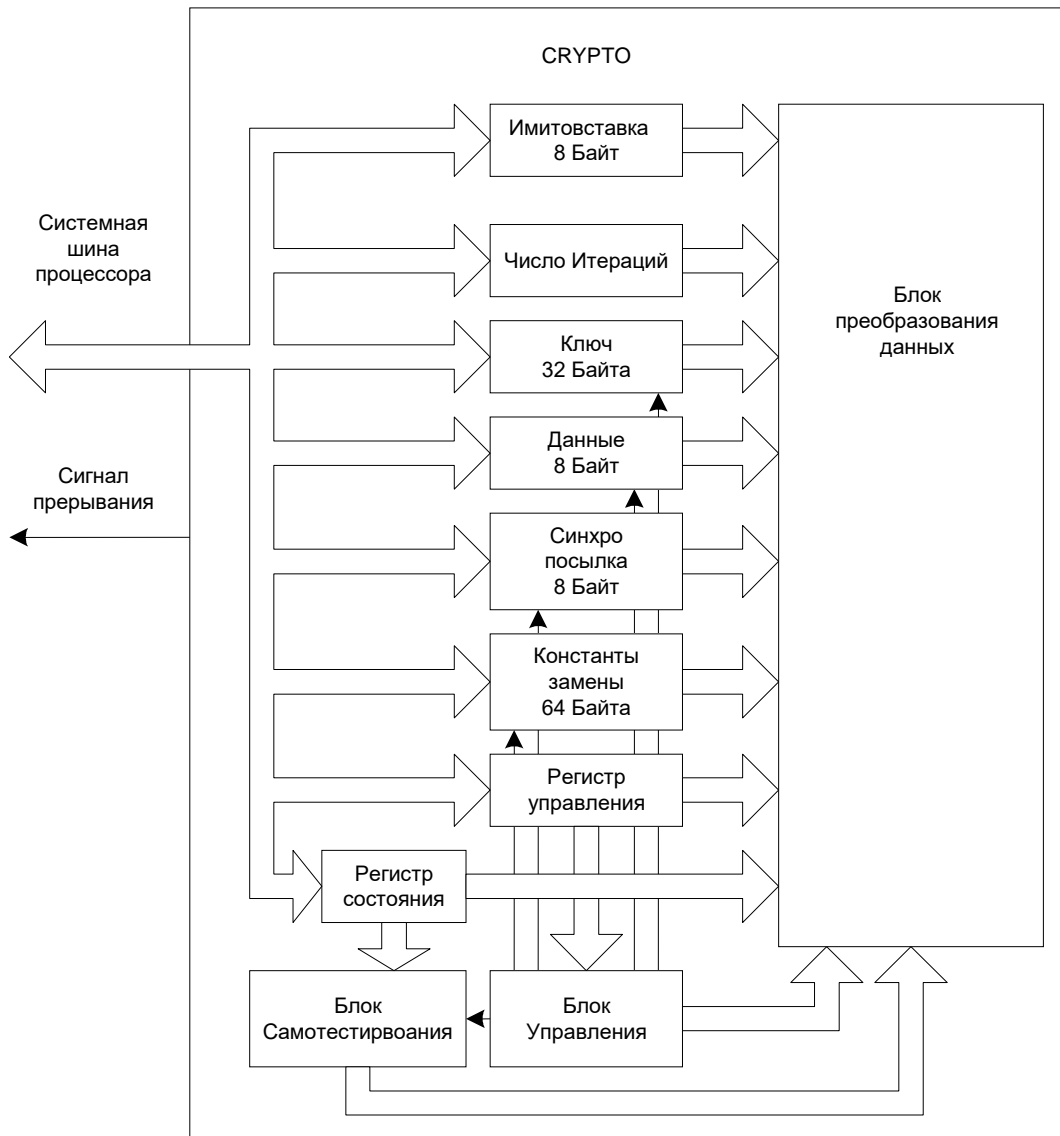 CRYPTO
Имитовставка
8 Байт
Системная
шина
процессора
Число Итераций
Блок
преобразования
данных
Ключ
32 Байта
Данные
8 Байт
Сигнал
прерывания
Синхро
посылка
8 Байт
Константы
замены
64 Байта
Регистр
управления
Регистр
состояния
Блок
Самотестирвоания
Блок
Управления